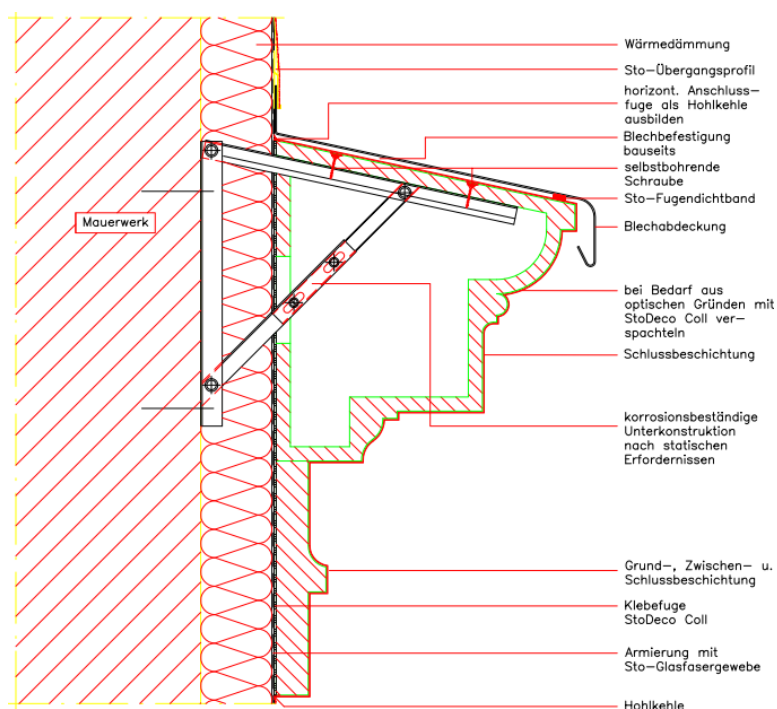 Wärmedämmung
Sto-Übergangsprofil
horizont. Anschluss-
fuge als Hohlkehle
ausbilden
Blechbefestigung
bauseits
selbstbohrende
Schraube
Sto-Fugendichtband
Blechabdeckung
Mauerwerk
bei Bedarf aus
optischen Gründen mit
StoDeco Coll ver-
spachteln
Schlussbeschichtung
korrosionsbeständige
Unterkonstruktion
nach statischen
Erfordernissen
Grund-, Zwischen- u.
Schlussbeschichtung
Klebefuge
StoDeco Coll
Armierung mit
Sto-Glasfasergewebe
Hohlkehle